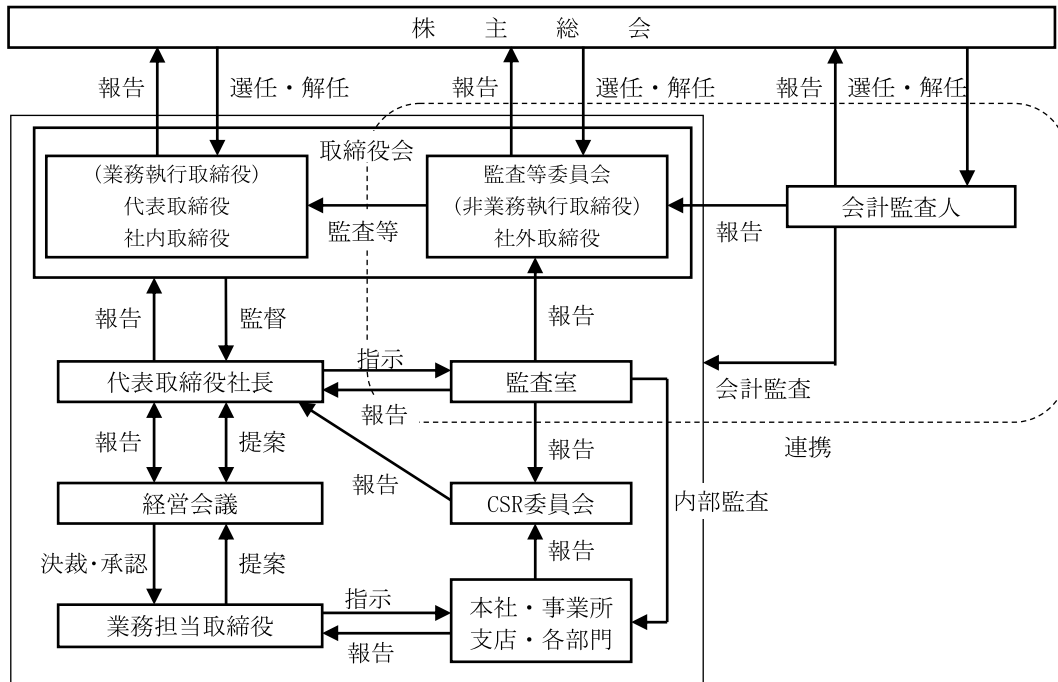 株主総会
報告
選任・解任
報告
選任・解任
報告
選任・解任
取締役会
(業務執行取締役)
代表取締役
社内取締役
監査等
監査等委員会
(非業務執行取締役)
社外取締役
報告
会計監査人
報告
監督
報告
代表取締役社長
指示
報告
監査室
会計監査
連携
報告
提案
報告
報告
経営会議
CSR委員会
内部監査
決裁・承認
提案
報告
業務担当取締役
指示
報告
本社・事業所
支店・各部門